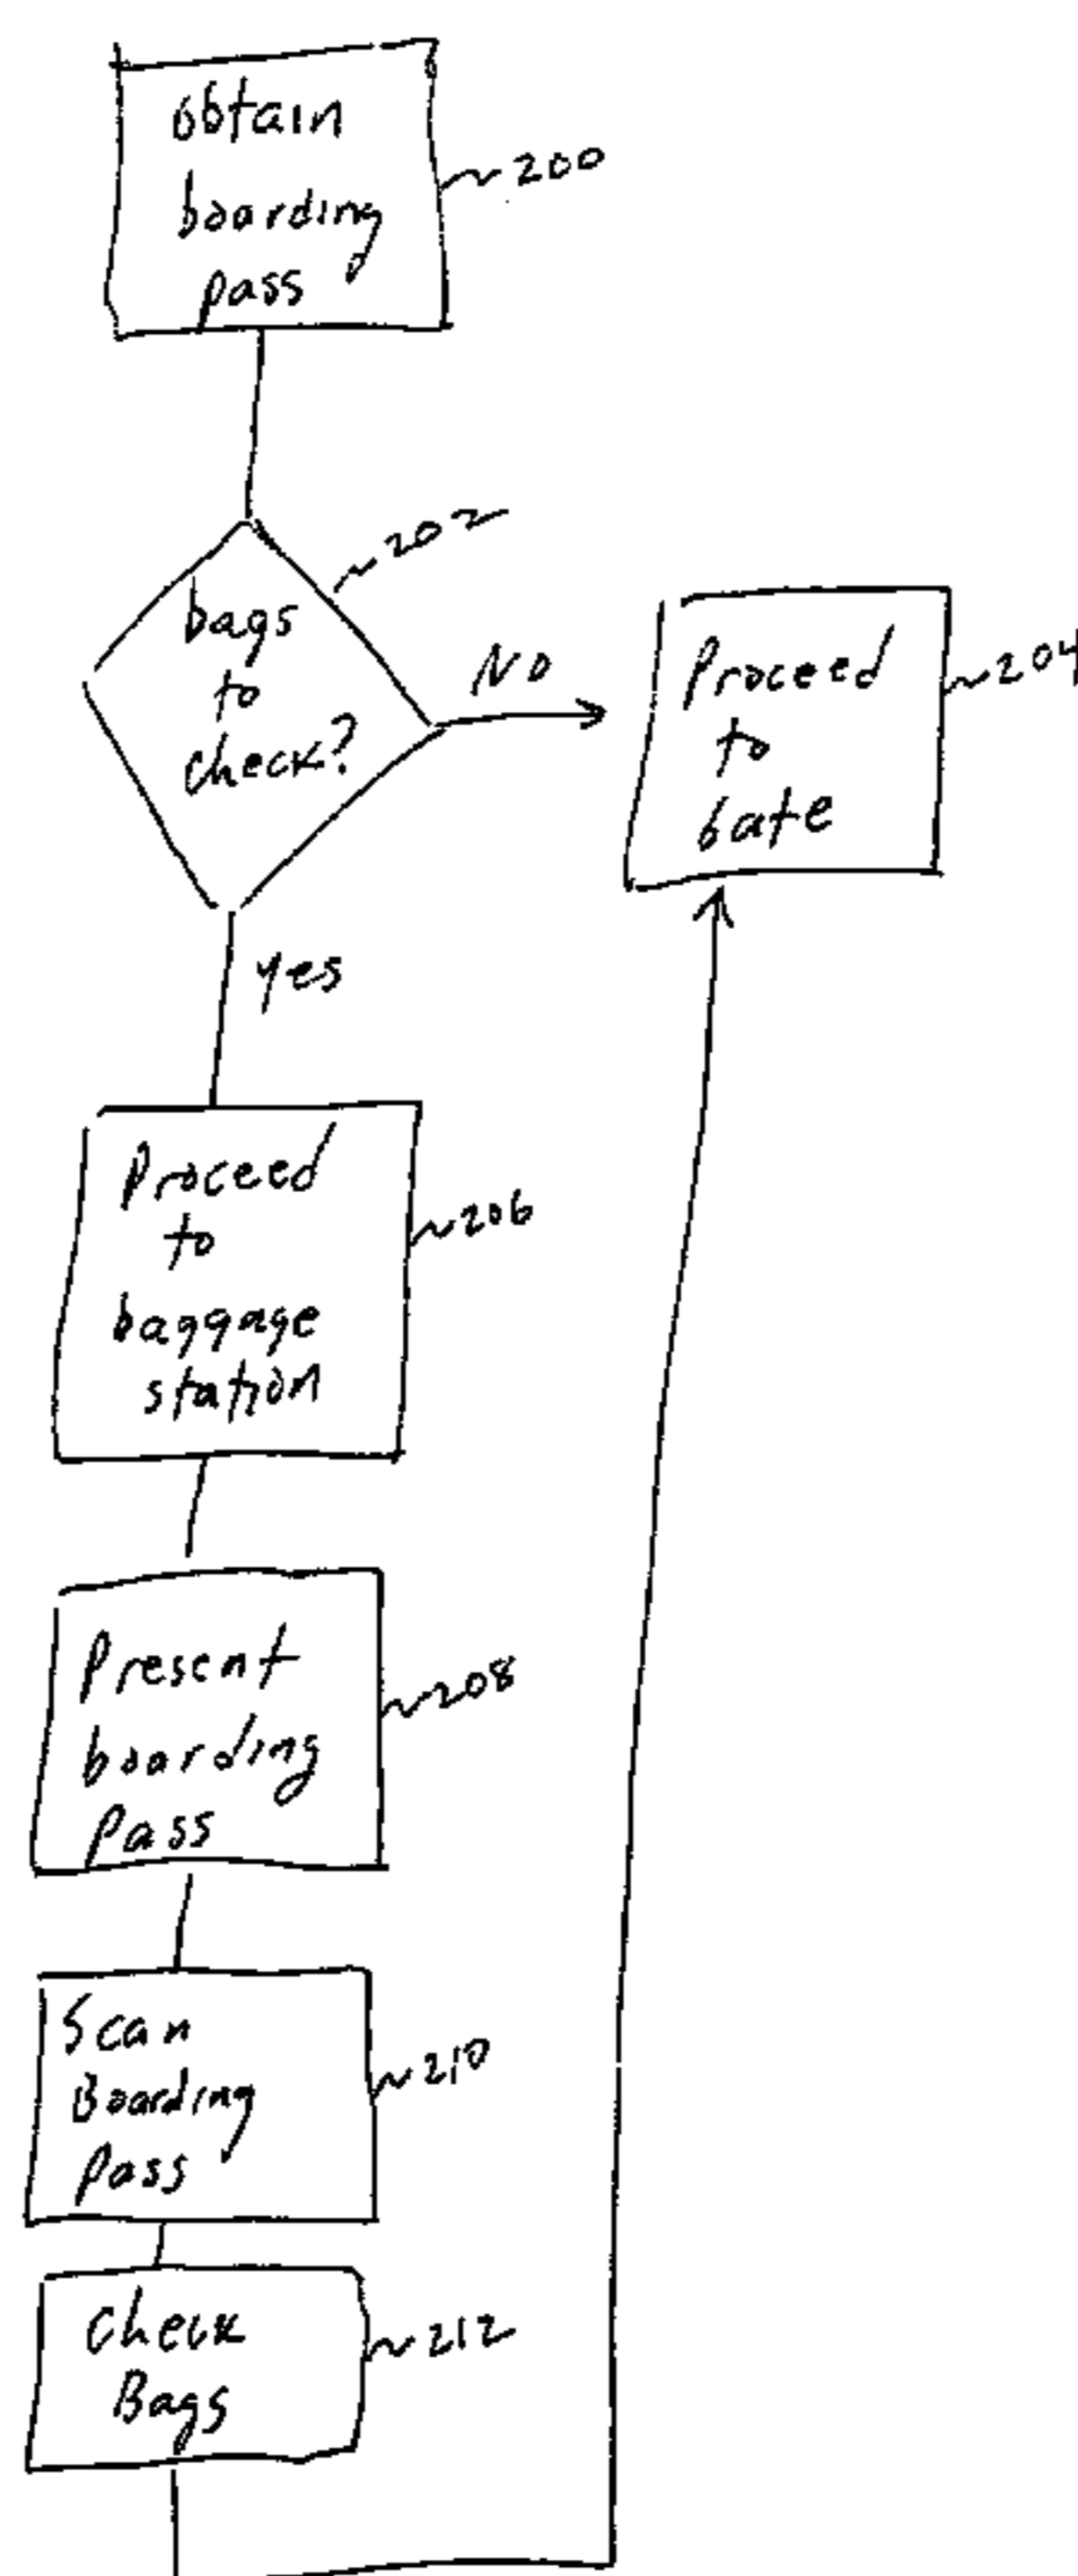 obtain
boarding
pass
~200
bags
to
check?
~202
NO
Proceed
to
Gate
~204
yes
Proceed
to
baggage
station
~206
Present
boarding
Pass
~208
Scan
Boarding
Pass
~210
Check
Bags
~212